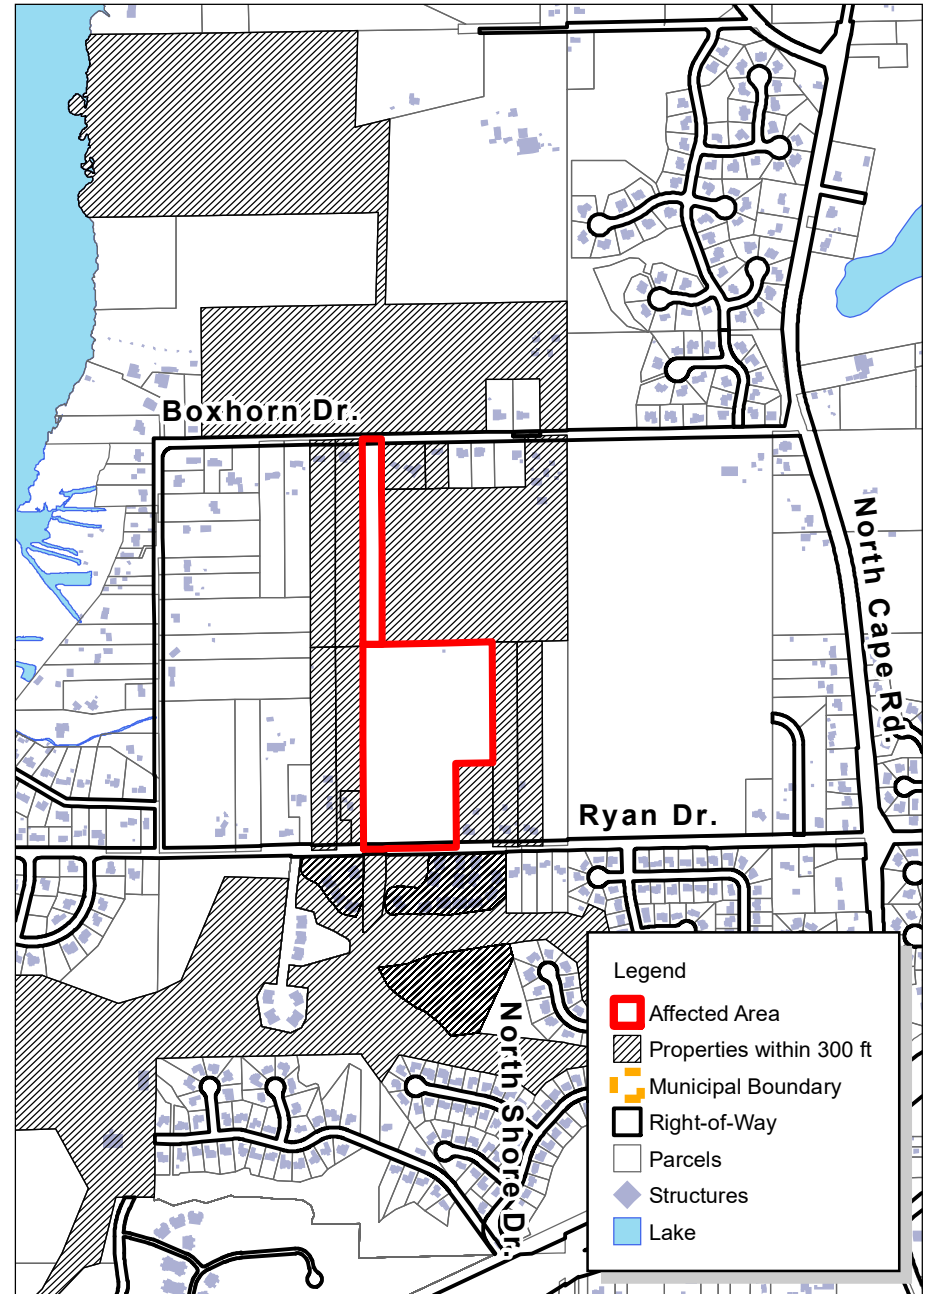 Boxhorn Dr.
North Cape Rd.
Ryan Dr.
North Shore Dr.
Legend
Affected Area
Properties within 300 ft
Municipal Boundary
Right-of-Way
Parcels
Structures
Lake